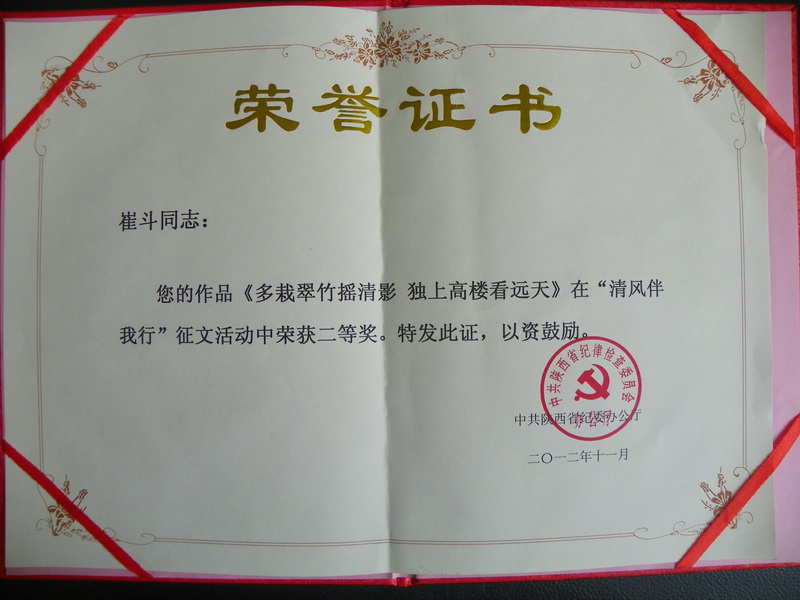 荣誉证书
崔斗同志：
您的作品《多栽翠竹摇清影 独上高楼看远天》在“清风伴
我行”征文活动中荣获二等奖。特发此证，以资鼓励。
中共陕西省纪律检查委员会
办公厅
中共陕西省纪委办公厅
二〇一二年十一月